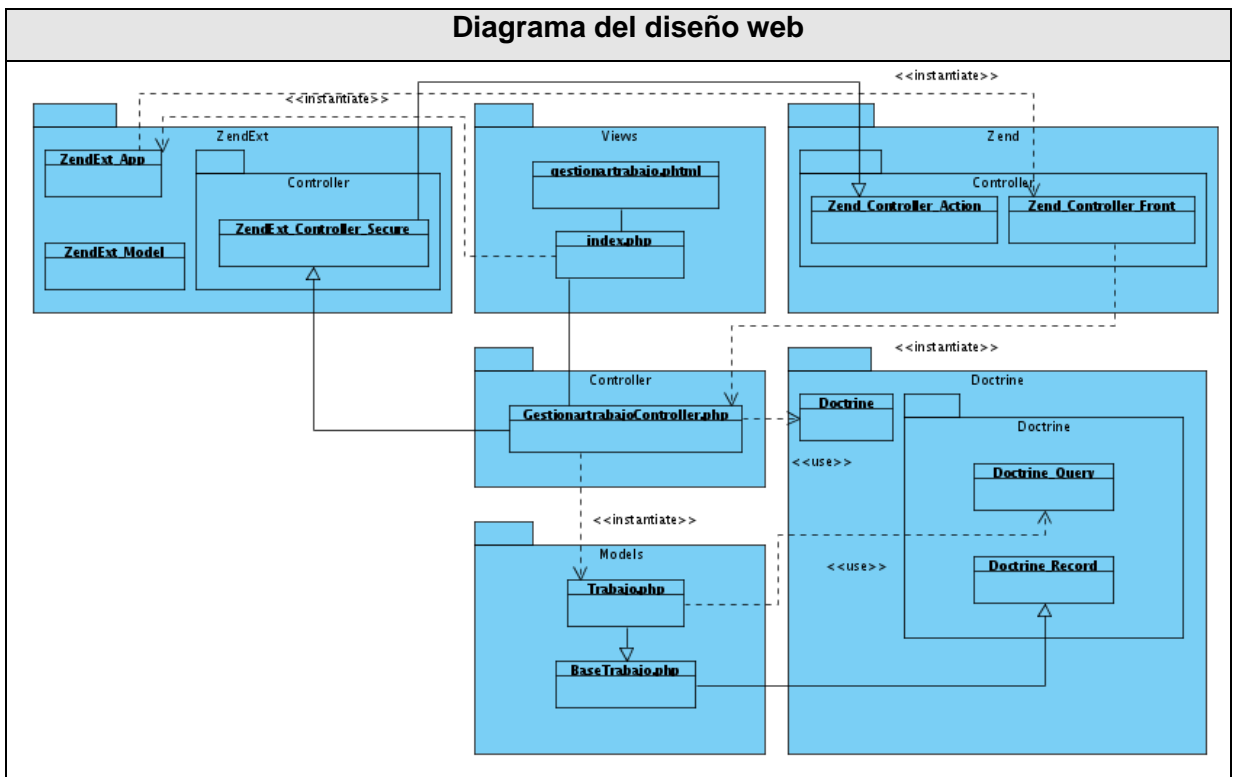 Diagrama del diseño web
<<instantiate>>
<<instantiate>>
ZendExt
ZendExt_App
Controller
ZendExt_Controller_Secure
ZendExt_Model
Views
gestionartrabajo.phtml
index.php
Zend
Controller
Zend_Controller_Action
Zend_Controller_Front
<<instantiate>>
Controller
GestionartrabajoController.php
Doctrine
Doctrine
Doctrine
<<use>>
Doctrine_Query
<<instantiate>>
Models
Trabajo.php
<<use>>
Doctrine_Record
BaseTrabajo.php